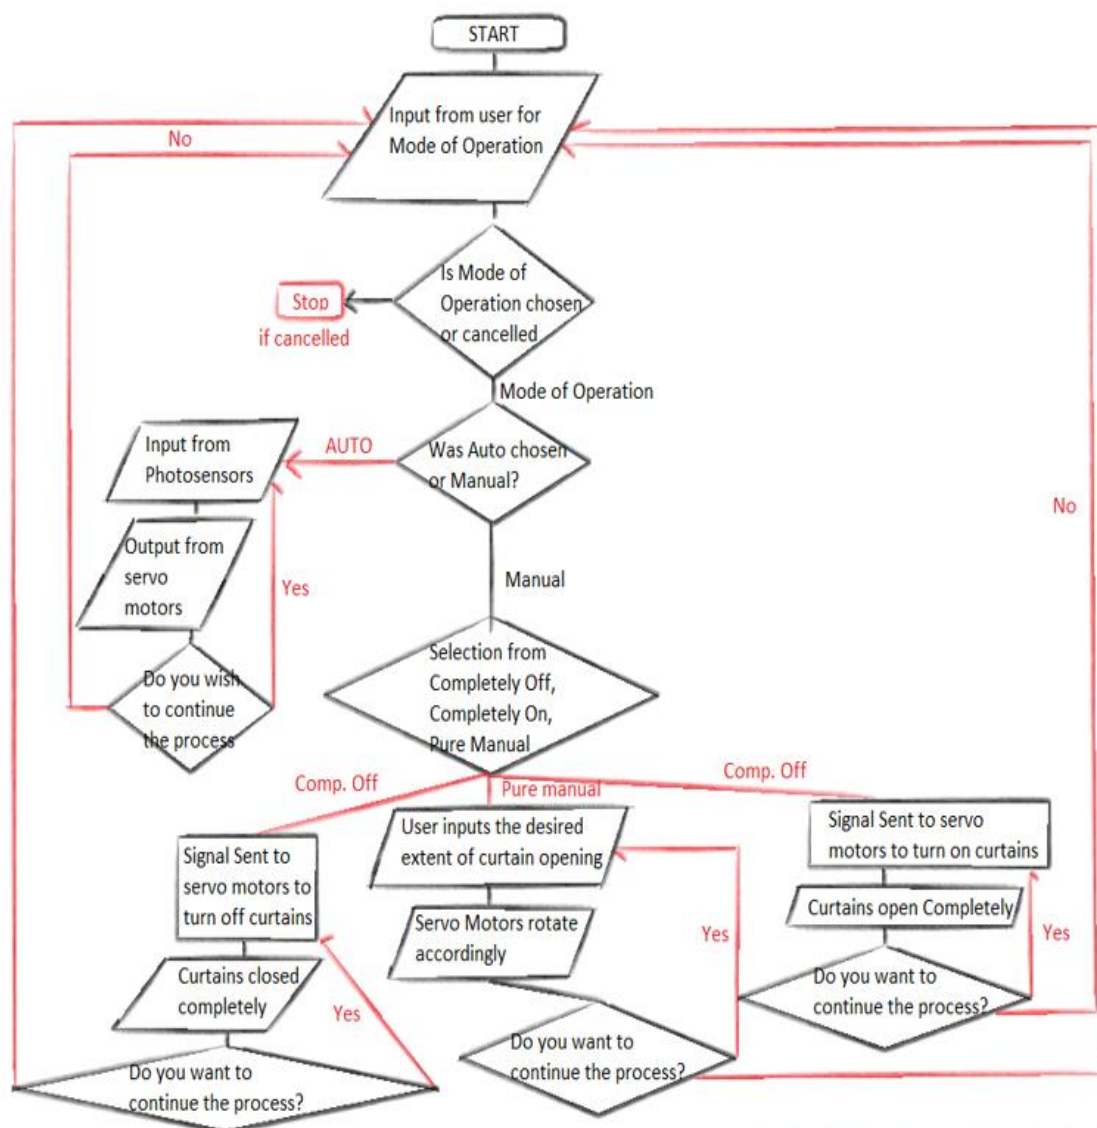 START
Input from user for
Mode of Operation
No
Is Mode of
Operation chosen
or cancelled
Stop
if cancelled
Mode of Operation
Was Auto chosen
or Manual?
AUTO
Input from
Photosensors
Output from
servo
motors
Yes
Do you wish
to continue
the process
No
Manual
Selection from
Completely Off,
Completely On,
Pure Manual
Comp. Off
Pure manual
Comp. Off
Signal Sent to
servo motors to
turn off curtains
Curtains closed
completely
Yes
Do you want to
continue the process?
User inputs the desired
extent of curtain opening
Servo Motors rotate
accordingly
Yes
Do you want to
continue the process?
Signal Sent to servo
motors to turn on curtains
Curtains open Completely
Yes
Do you want to
continue the process?